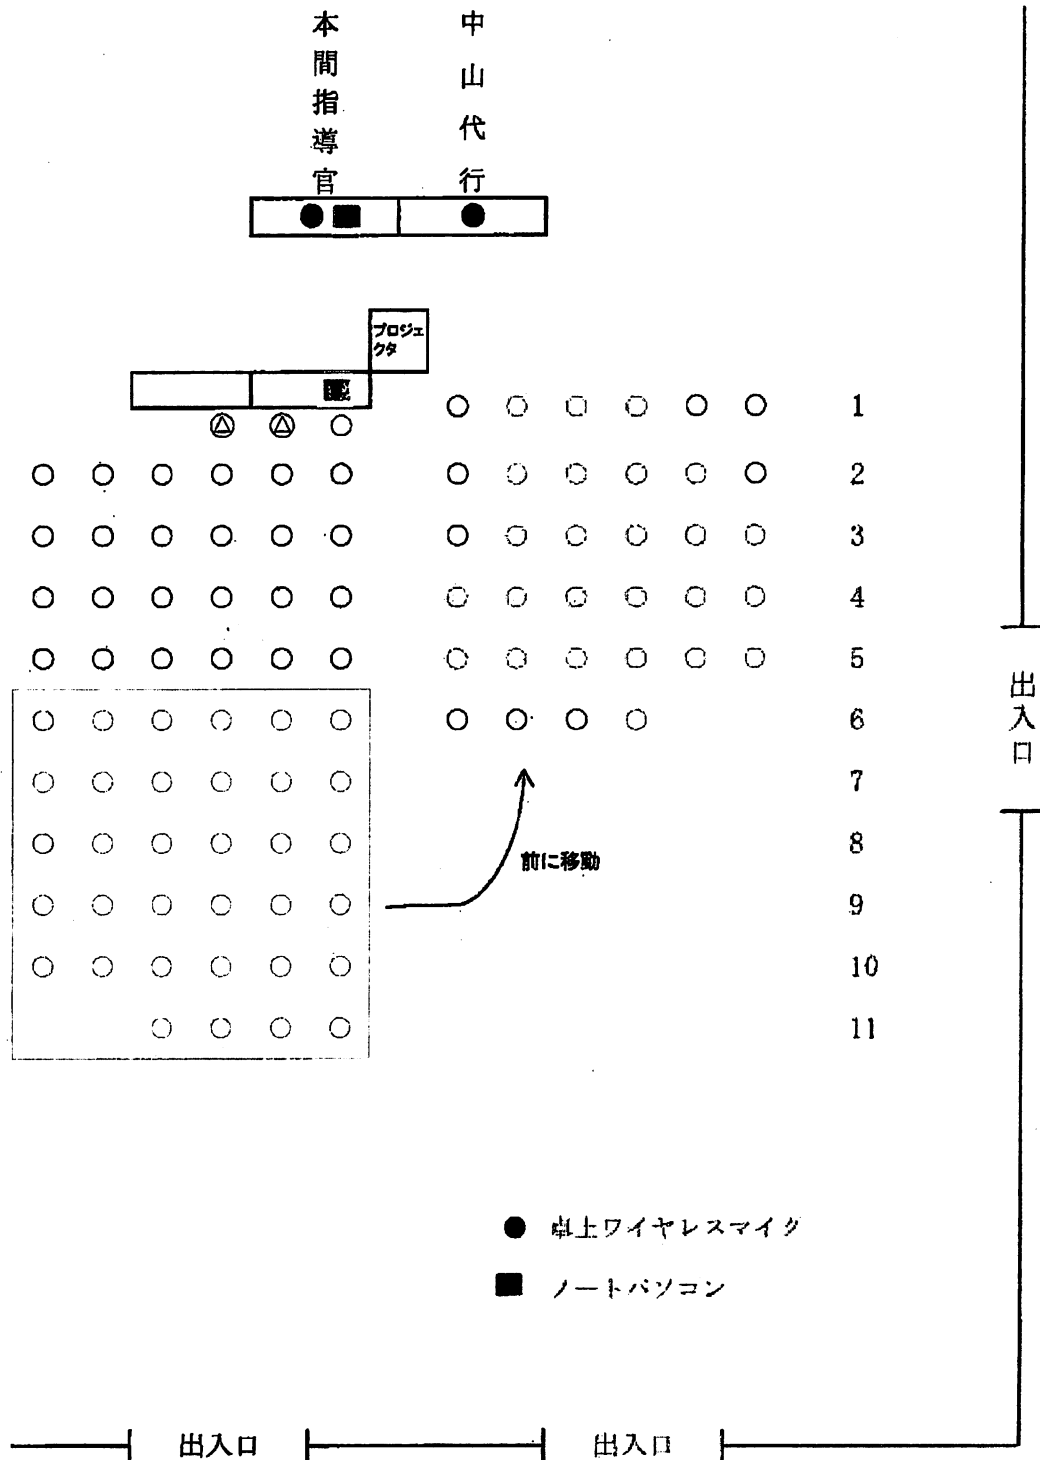 本間指導官
中山代行
プロジェ
クタ
1
2
3
4
5
6
7
8
9
10
11
前に移動
出入口
● 卓上ワイヤレスマイク
■ ノートパソコン
出入口
出入口